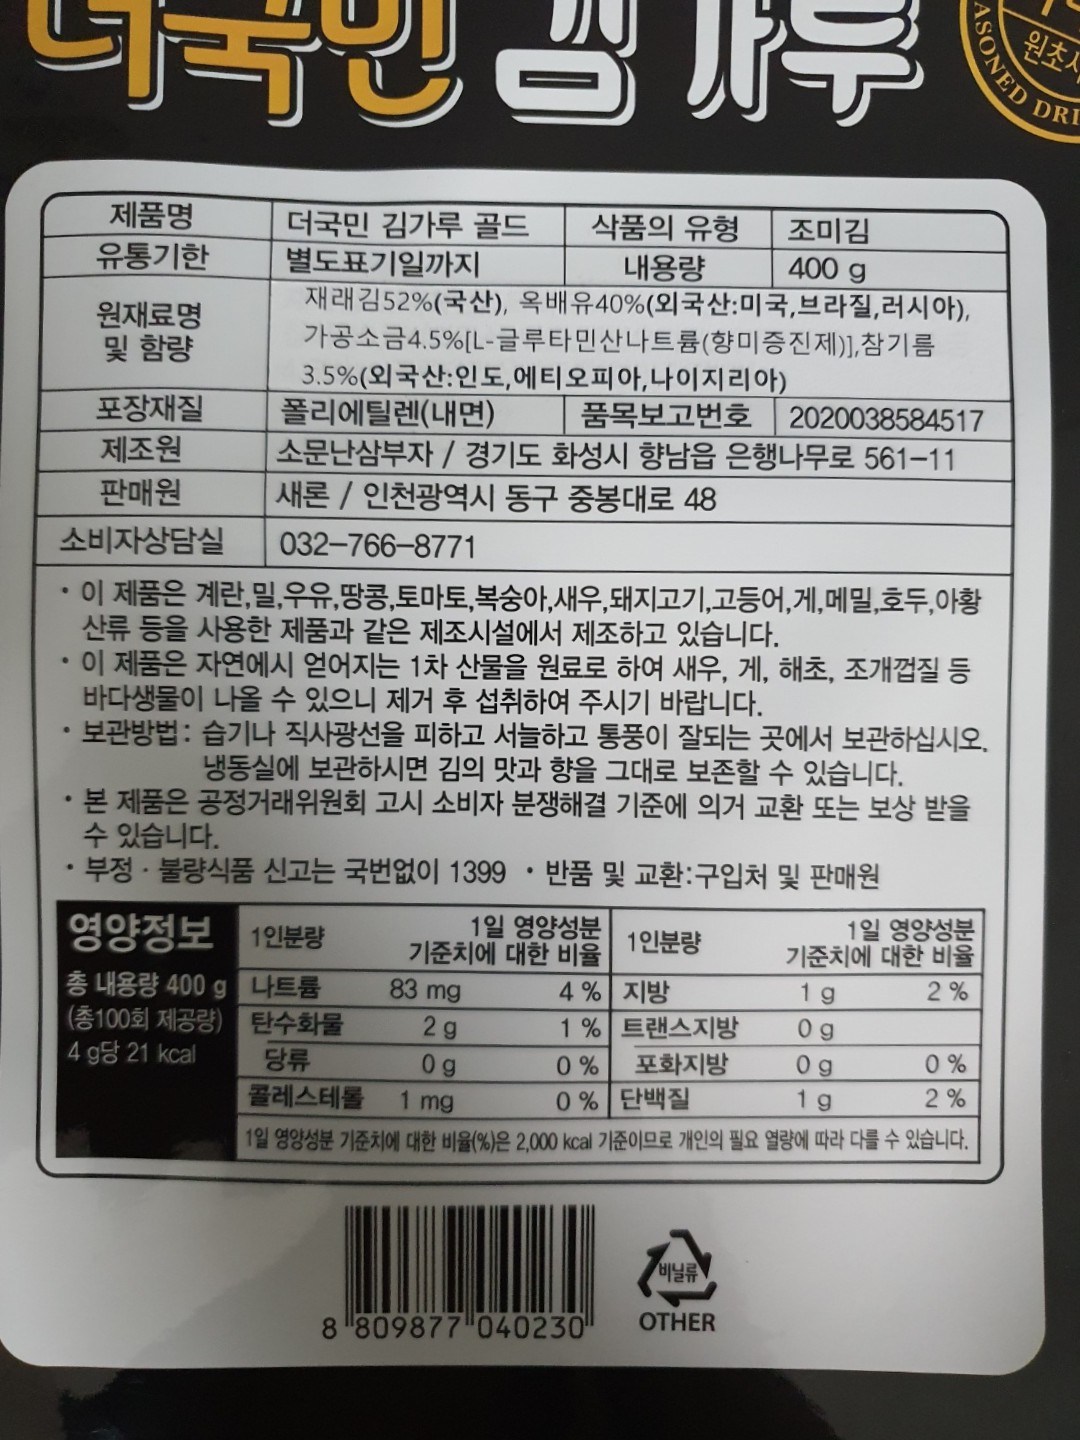 더국민 김가루
원초
ASONED DRI
제품명 더국민 김가루 골드 삭품의 유형 조미김
유통기한 별도표기일까지 내용량 400 g
원재료명 및 함량 재래김52%(국산), 옥배유40%(외국산:미국,브라질,러시아),
가공소금4.5%[L-글루타민산나트륨(향미증진제)],참기름
3.5%(외국산:인도,에티오피아,나이지리아)
포장재질 폴리에틸렌(내면) 품목보고번호 2020038584517
제조원 소문난삼부자 / 경기도 화성시 향남읍 은행나무로 561-11
판매원 새론 / 인천광역시 동구 중봉대로 48
소비자상담실 032-766-8771
· 이 제품은 계란,밀,우유,땅콩,토마토,복숭아,새우,돼지고기,고등어,게,메밀,호두,아황
산류 등을 사용한 제품과 같은 제조시설에서 제조하고 있습니다.
· 이 제품은 자연에서 얻어지는 1차 산물을 원료로 하여 새우, 게, 해초, 조개껍질 등
바다생물이 나올 수 있으니 제거 후 섭취하여 주시기 바랍니다.
· 보관방법: 습기나 직사광선을 피하고 서늘하고 통풍이 잘되는 곳에서 보관하십시오.
냉동실에 보관하시면 김의 맛과 향을 그대로 보존할 수 있습니다.
· 본 제품은 공정거래위원회 고시 소비자 분쟁해결 기준에 의거 교환 또는 보상 받을
수 있습니다.
· 부정 · 불량식품 신고는 국번없이 1399 · 반품 및 교환:구입처 및 판매원
영양정보
총 내용량 400 g
(총100회 제공량)
4 g당 21 kcal
1인분량 1일 영양성분 기준치에 대한 비율 1인분량 1일 영양성분 기준치에 대한 비율
나트륨 83 mg 4 % 지방 1 g 2 %
탄수화물 2 g 1 % 트랜스지방 0 g
당류 0 g 0 % 포화지방 0 g 0 %
콜레스테롤 1 mg 0 % 단백질 1 g 2 %
1일 영양성분 기준치에 대한 비율(%)은 2,000 kcal 기준이므로 개인의 필요 열량에 따라 다를 수 있습니다.
8 809877 040230
비닐류
OTHER